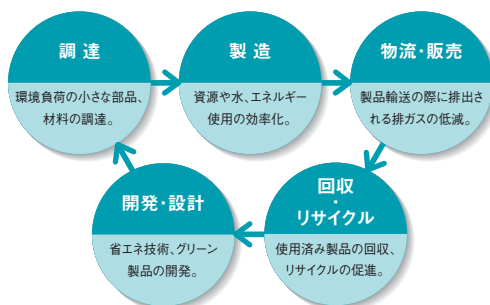 調達
環境負荷の小さな部品、
材料の調達。
製造
資源や水、エネルギー
使用の効率化。
物流・販売
製品輸送の際に排出さ
れる排ガスの低減。
回収
・
リサイクル
使用済み製品の回収、
リサイクルの促進。
開発・設計
省エネ技術、グリーン
製品の開発。